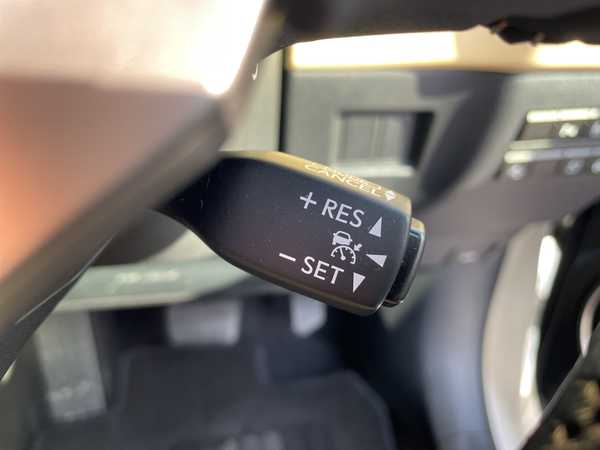 CANCEL
+ RES ▲
− SET ▼